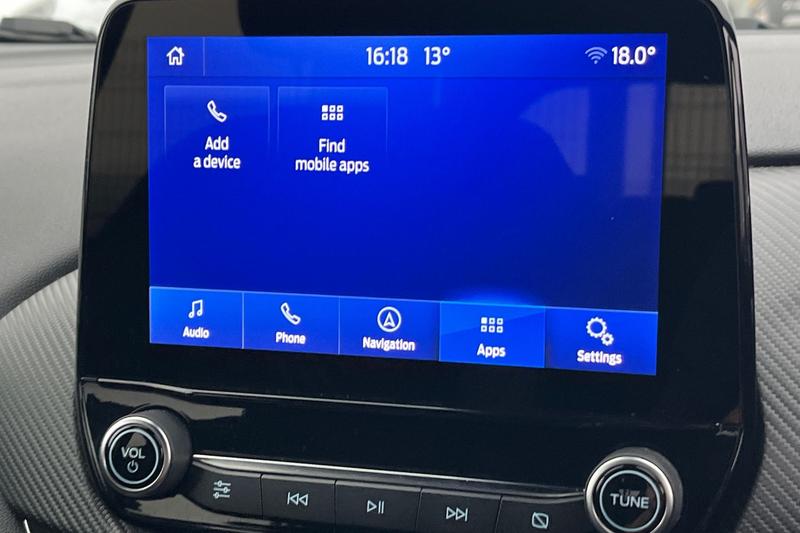 16:18 13° 18.0°
Add
a device
Find
mobile apps
Audio
Phone
Navigation
Apps
Settings
VOL
TUNE